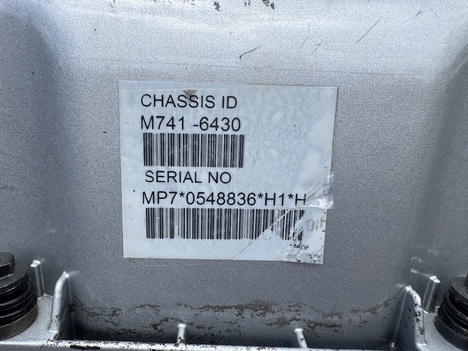 CHASSIS ID
M741 -6430
SERIAL NO
MP7*0548836*H1*H